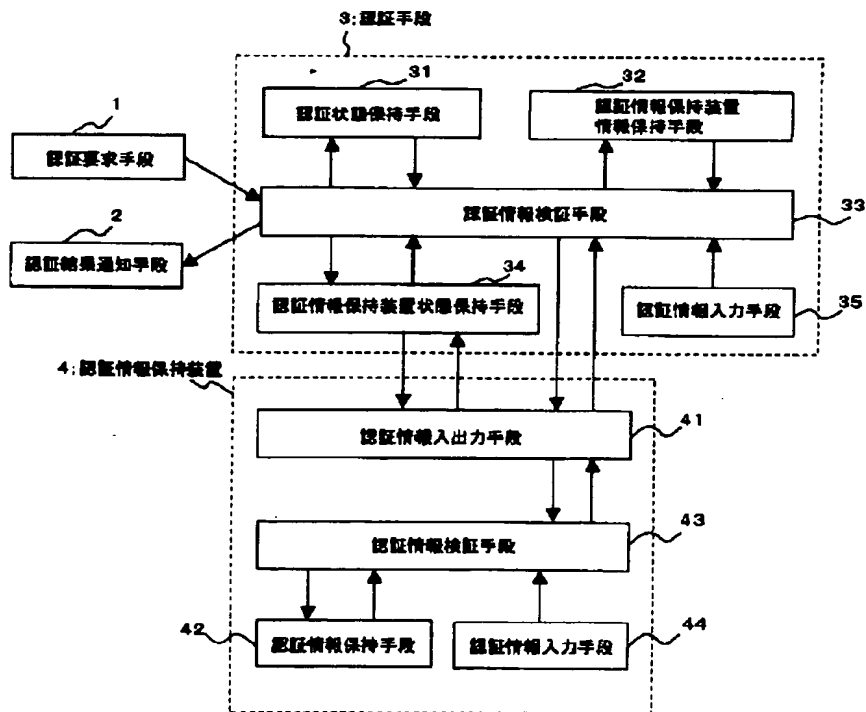 3;認証手段
31
認証状態保持手段
32
認証情報保持装置
情報保持手段
1
認証要求手段
認証情報検証手段
33
2
認証結果通知手段
34
認証情報保持装置状態保持手段
認証情報入力手段
35
4;認証情報保持装置
認証情報入出力手段
41
認証情報検証手段
43
42
認証情報保持手段
認証情報入力手段
44